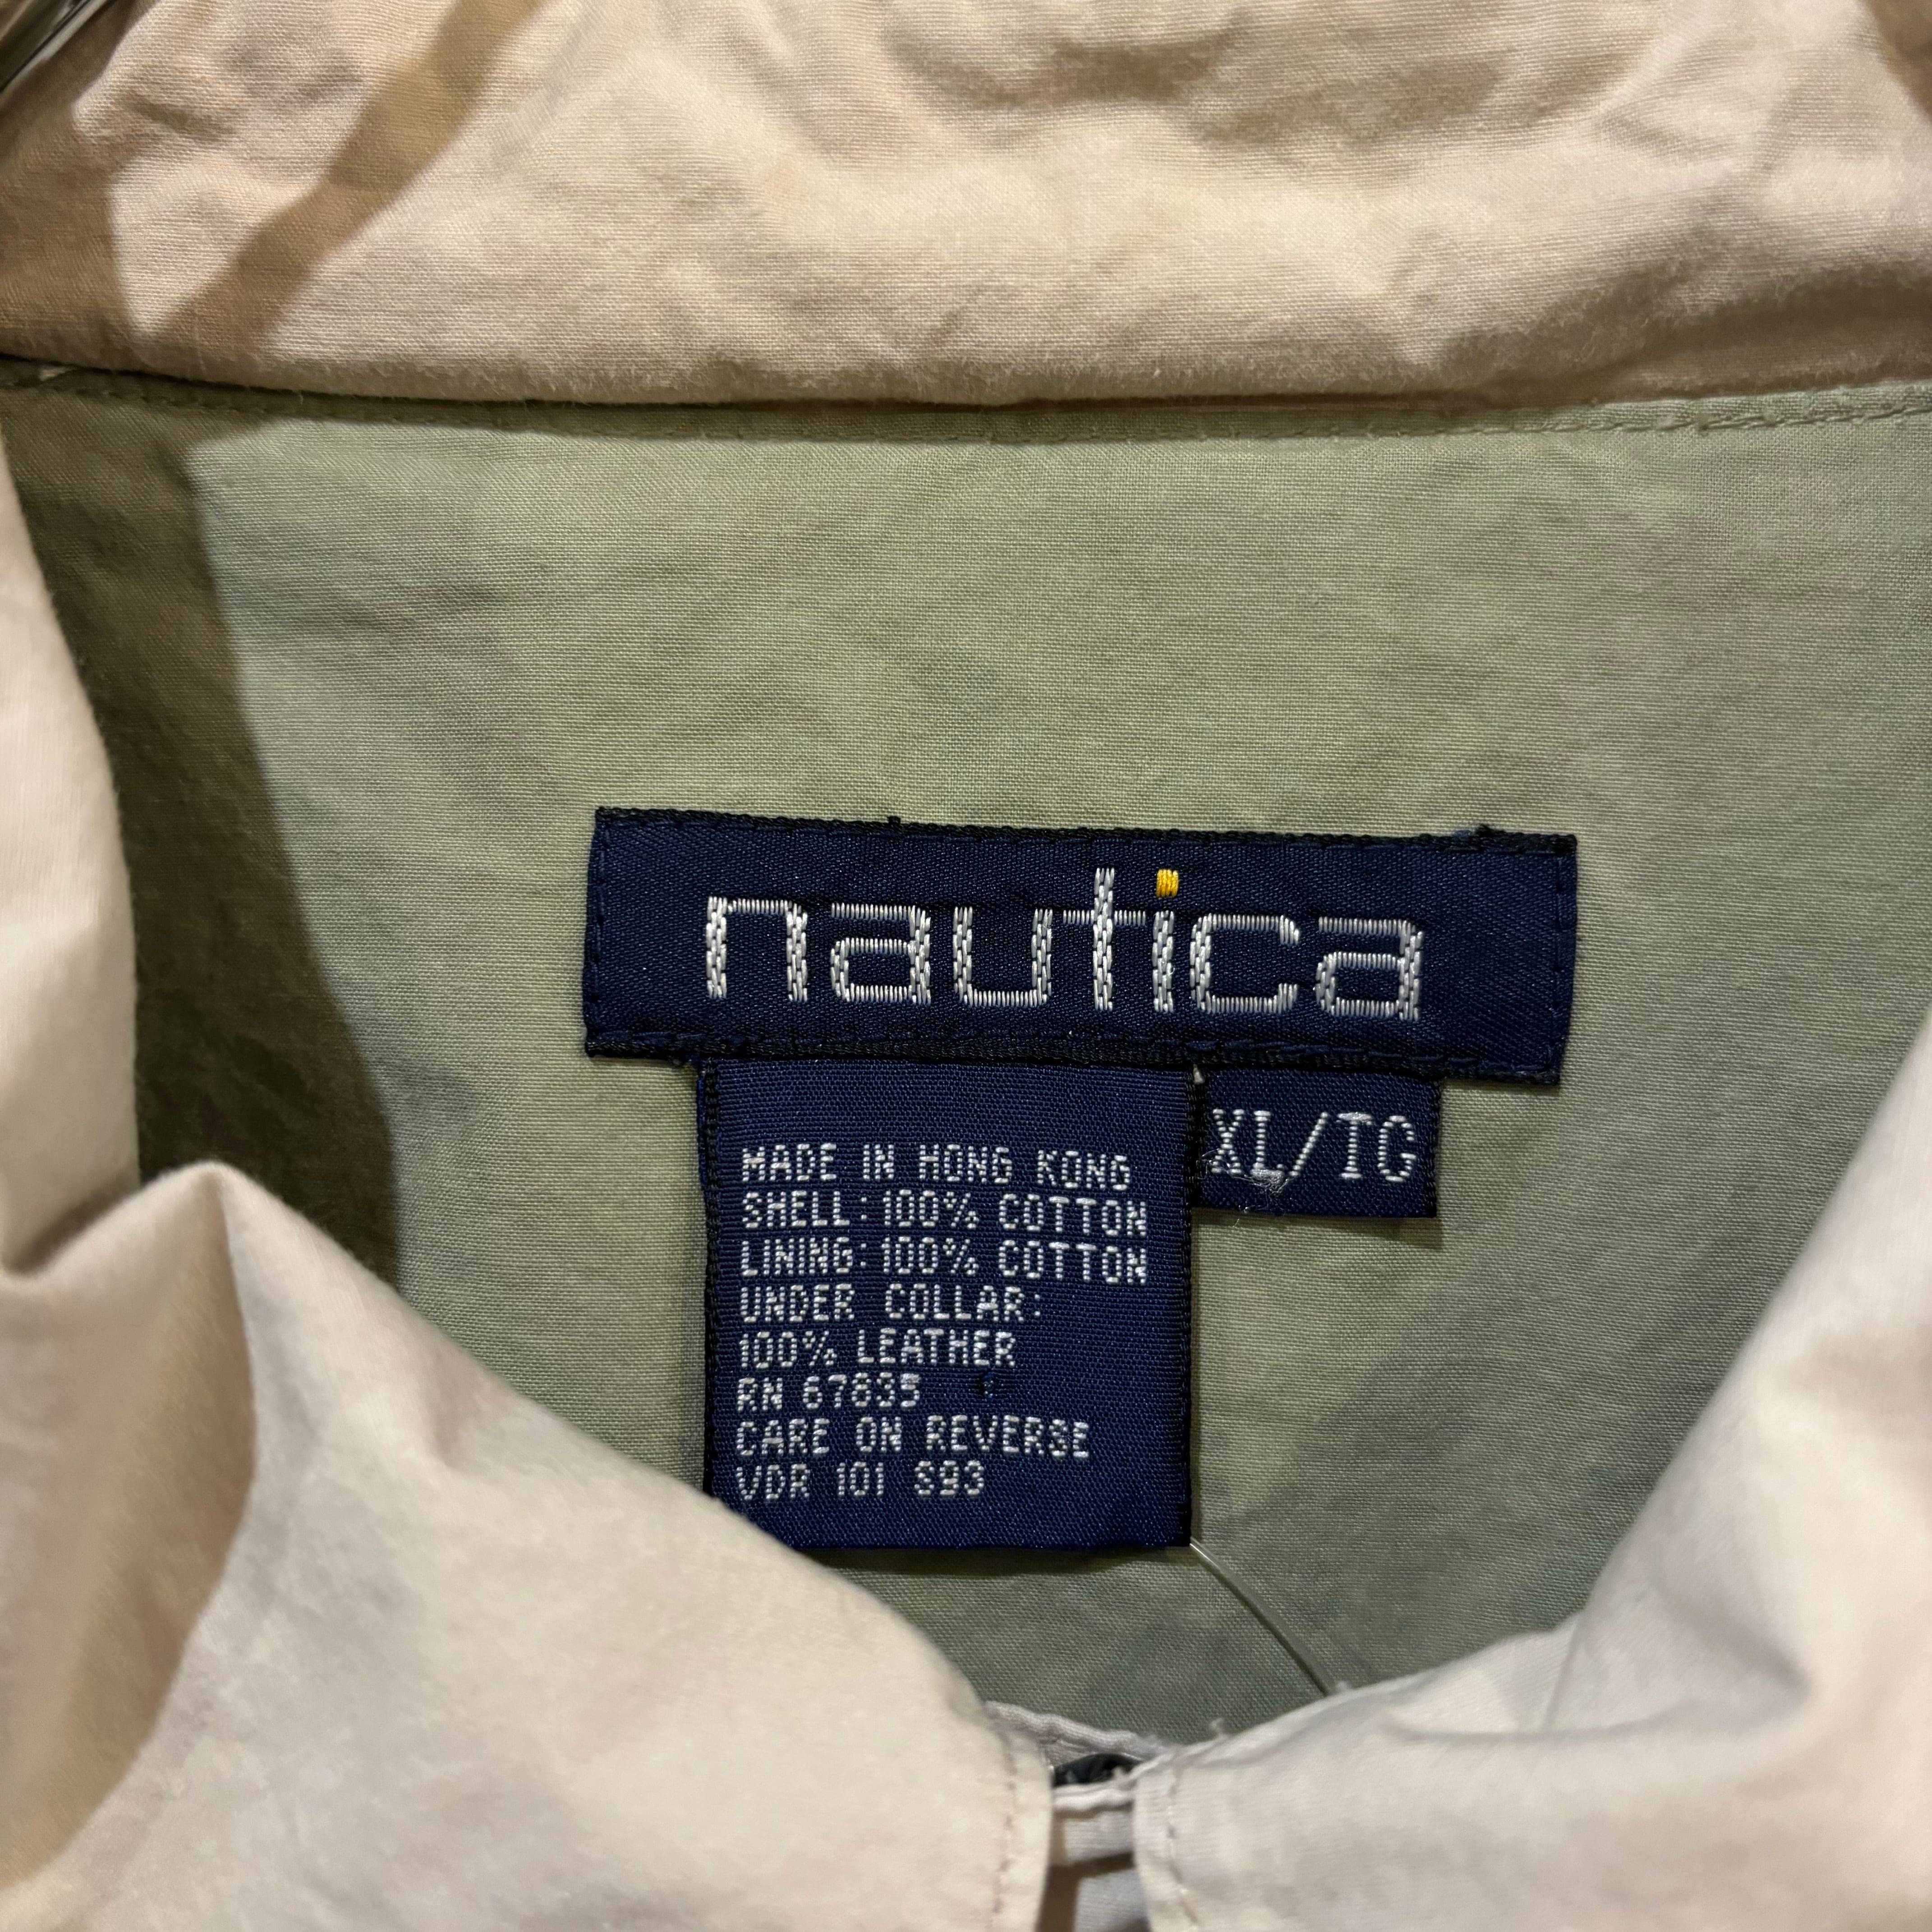 nautica
XL/TG
MADE IN HONG KONG
SHELL: 100% COTTON
LINING: 100% COTTON
UNDER COLLAR:
100% LEATHER
RN 67835
CARE ON REVERSE
VDR 101 S93